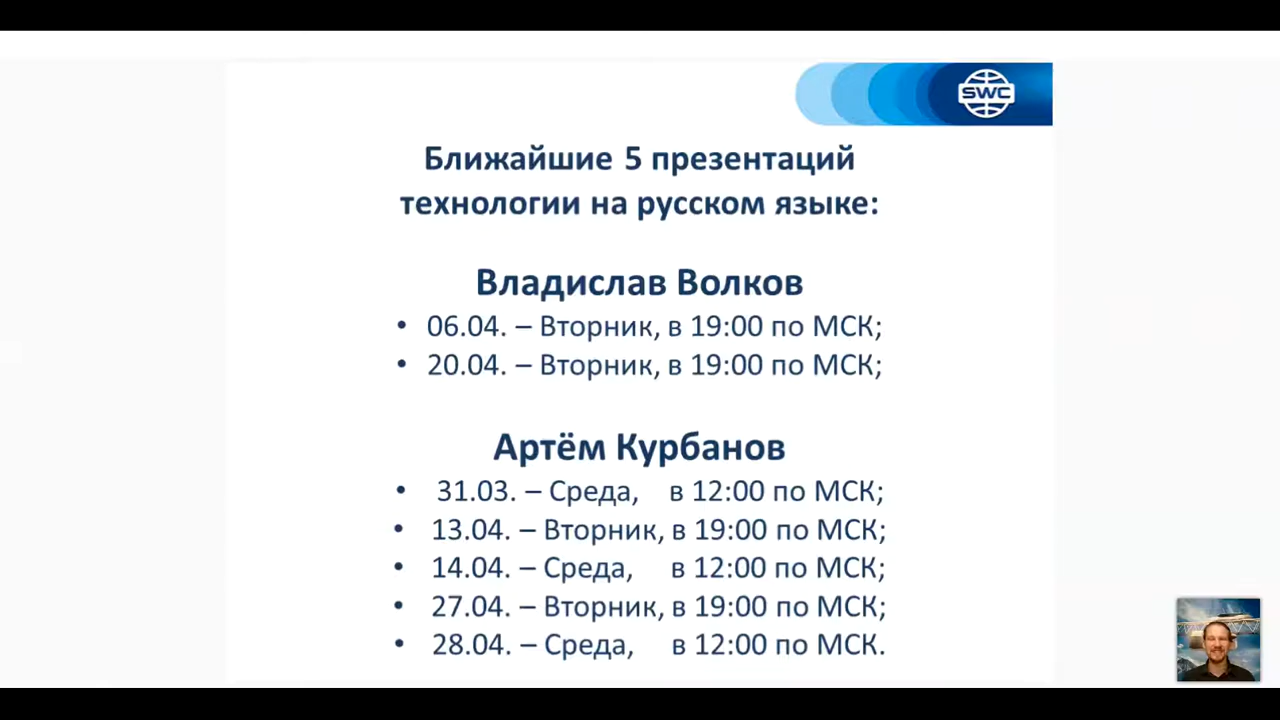 SWC
Ближайшие 5 презентаций
технологии на русском языке:
Владислав Волков
• 06.04. – Вторник, в 19:00 по МСК;
• 20.04. – Вторник, в 19:00 по МСК;
Артём Курбанов
• 31.03. – Среда, в 12:00 по МСК;
• 13.04. – Вторник, в 19:00 по МСК;
• 14.04. – Среда, в 12:00 по МСК;
• 27.04. – Вторник, в 19:00 по МСК;
• 28.04. – Среда, в 12:00 по МСК.